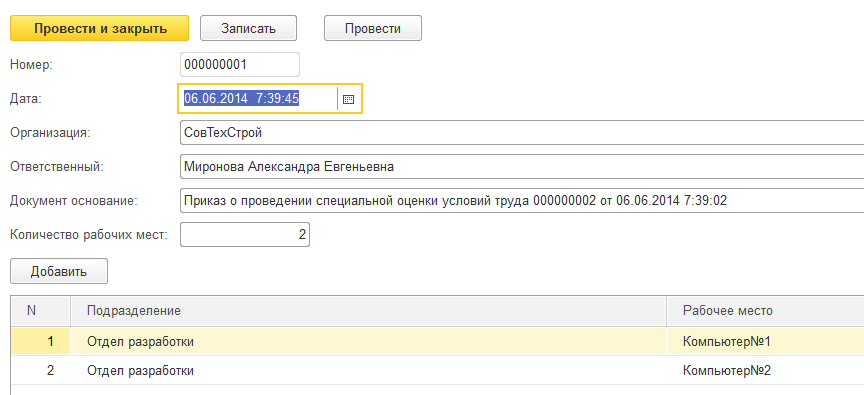 Провести и закрыть Записать Провести
Номер: 000000001
Дата: 06.06.2014 7:39:45
Организация: СовТехСтрой
Ответственный: Миронова Александра Евгеньевна
Документ основание: Приказ о проведении специальной оценки условий труда 000000002 от 06.06.2014 7:39:02
Количество рабочих мест: 2
Добавить
N Подразделение Рабочее место
1 Отдел разработки Компьютер№1
2 Отдел разработки Компьютер№2